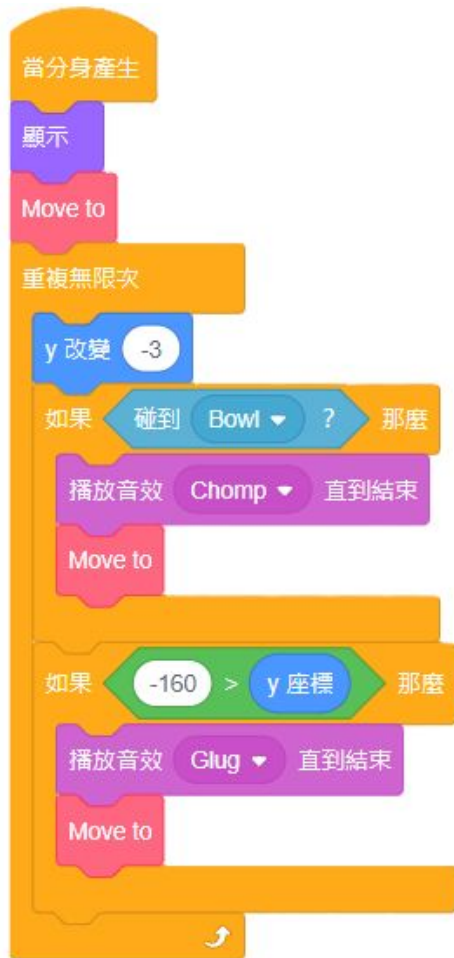 當分身產生
顯示
Move to
重複無限次
y 改變 -3
如果 碰到 Bowl ? 那麼
播放音效 Chomp 直到結束
Move to
如果 -160 > y 座標 那麼
播放音效 Glug 直到結束
Move to